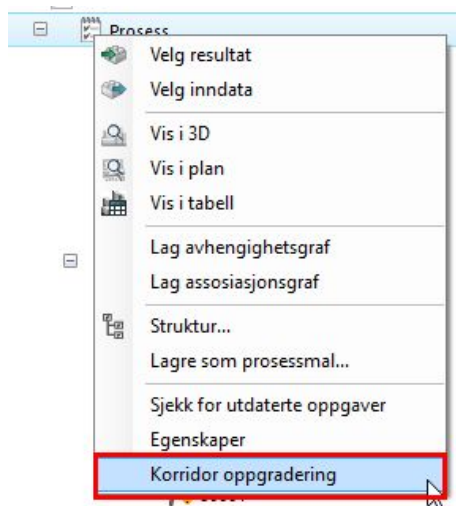 Prosess
Velg resultat
Velg inndata
Vis i 3D
Vis i plan
Vis i tabell
Lag avhengighetsgraf
Lag assosiasjonsgraf
Struktur...
Lagre som prosessmal...
Sjekk for utdaterte oppgaver
Egenskaper
Korridor oppgradering